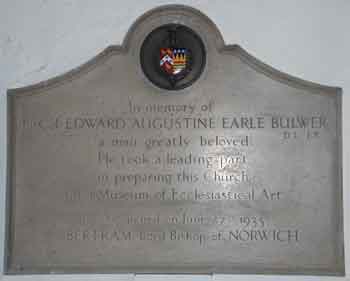 In memory of
EDWARD AUGUSTINE EARLE BULWER
D.L. J.P.
a man greatly beloved.
He took a leading part
in preparing this Church
Museum of Ecclesiastical Art
opened on June 1935
BERTRAM Lord Bishop of NORWICH